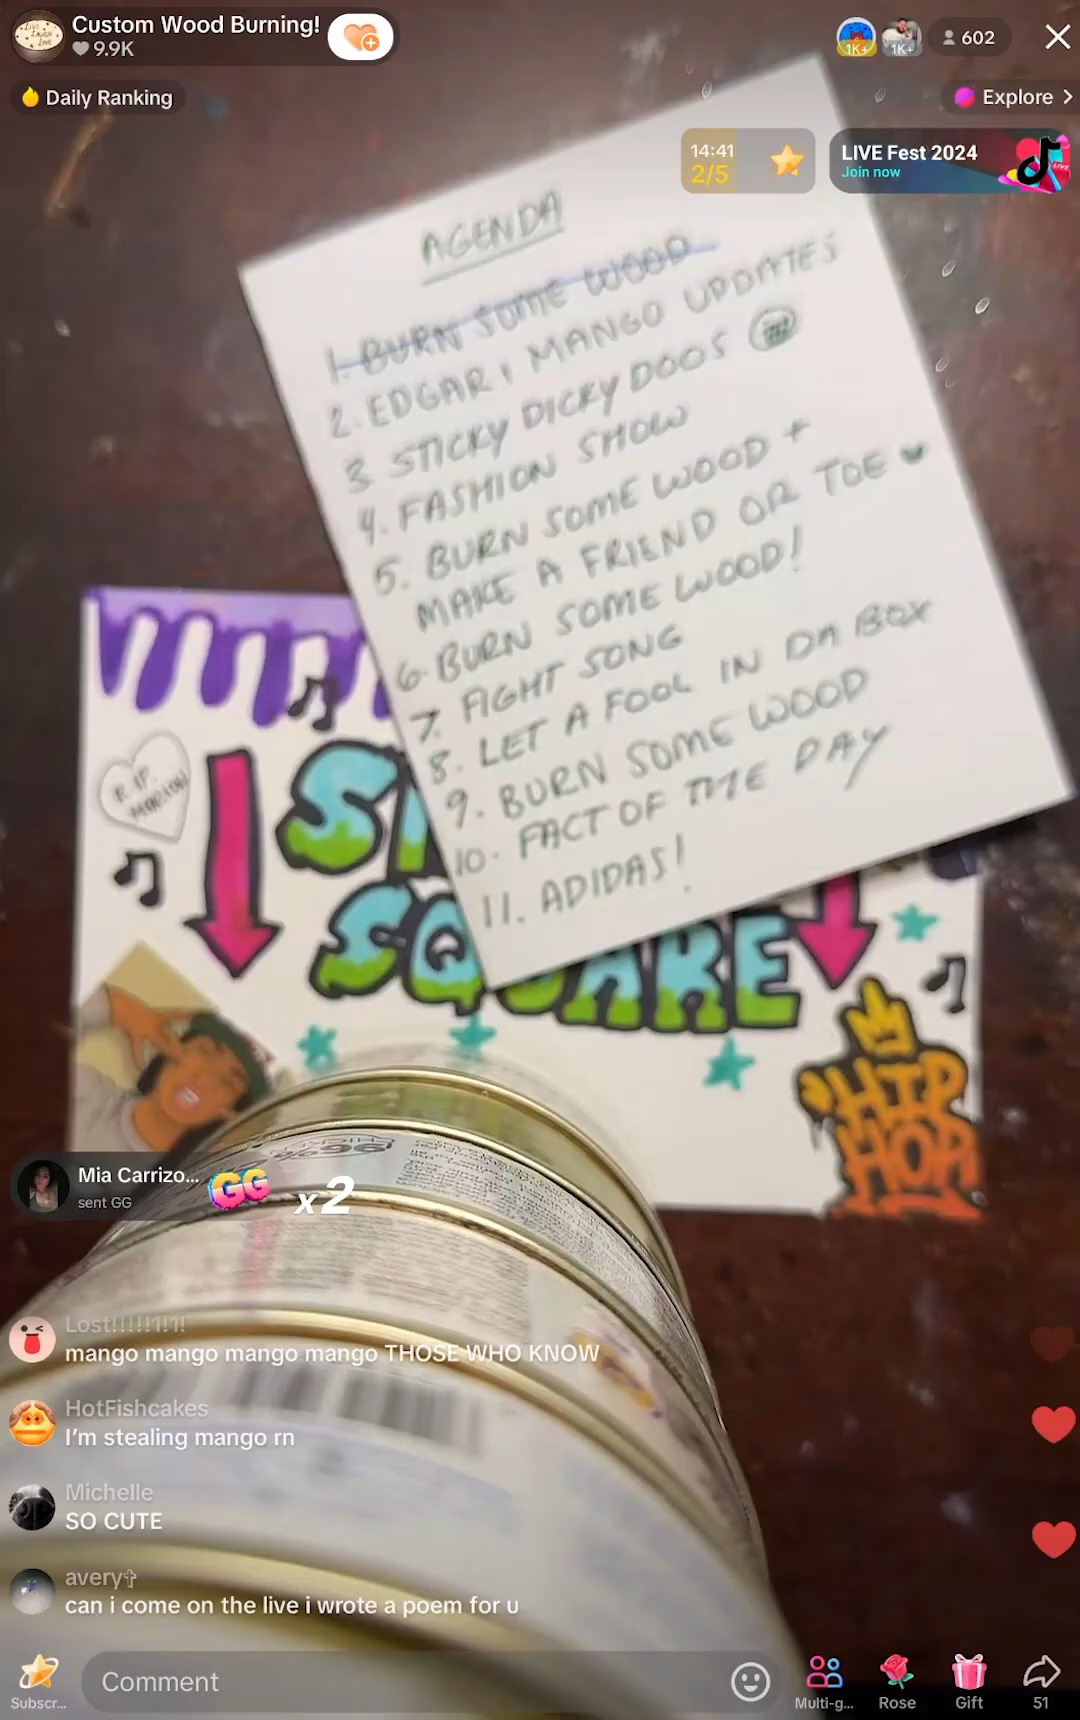 Custom Wood Burning!
9.9K
1K+
1K+
602
Daily Ranking
Explore
14:41
2/5
LIVE Fest 2024
Join now
AGENDA
1. BURN SOME WOOD
2. EDGAR & MANGO UPDATES
3 STICKY DICKY DOOS
4. FASHION SHOW
5. BURN SOME WOOD +
MAKE A FRIEND OR TOE
6. BURN SOME WOOD!
7. FIGHT SONG
8. LET A FOOL IN DA BOX
9. BURN SOME WOOD
10. FACT OF THE DAY
11. ADIDAS!
R.I.P.
SQUARE
HIP
HOP
Mia Carrizo...
sent GG
GG x2
Lost!!!!!1!1!
mango mango mango mango THOSE WHO KNOW
HotFishcakes
I'm stealing mango rn
Michelle
SO CUTE
avery✞
can i come on the live i wrote a poem for u
Subscr...
Comment
Multi-g...
Rose
Gift
51